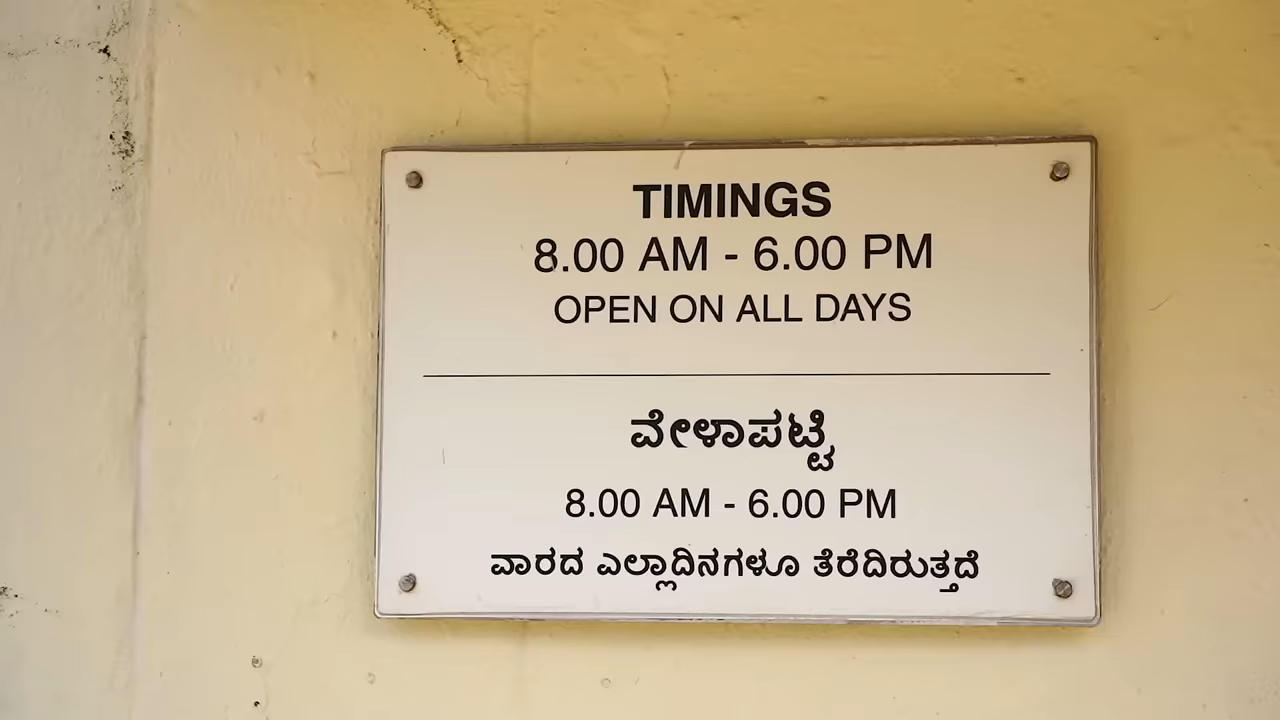 TIMINGS
8.00 AM - 6.00 PM
OPEN ON ALL DAYS
ವೇಳಾಪಟ್ಟಿ
8.00 AM - 6.00 PM
ವಾರದ ಎಲ್ಲಾದಿನಗಳೂ ತೆರೆದಿರುತ್ತದೆ